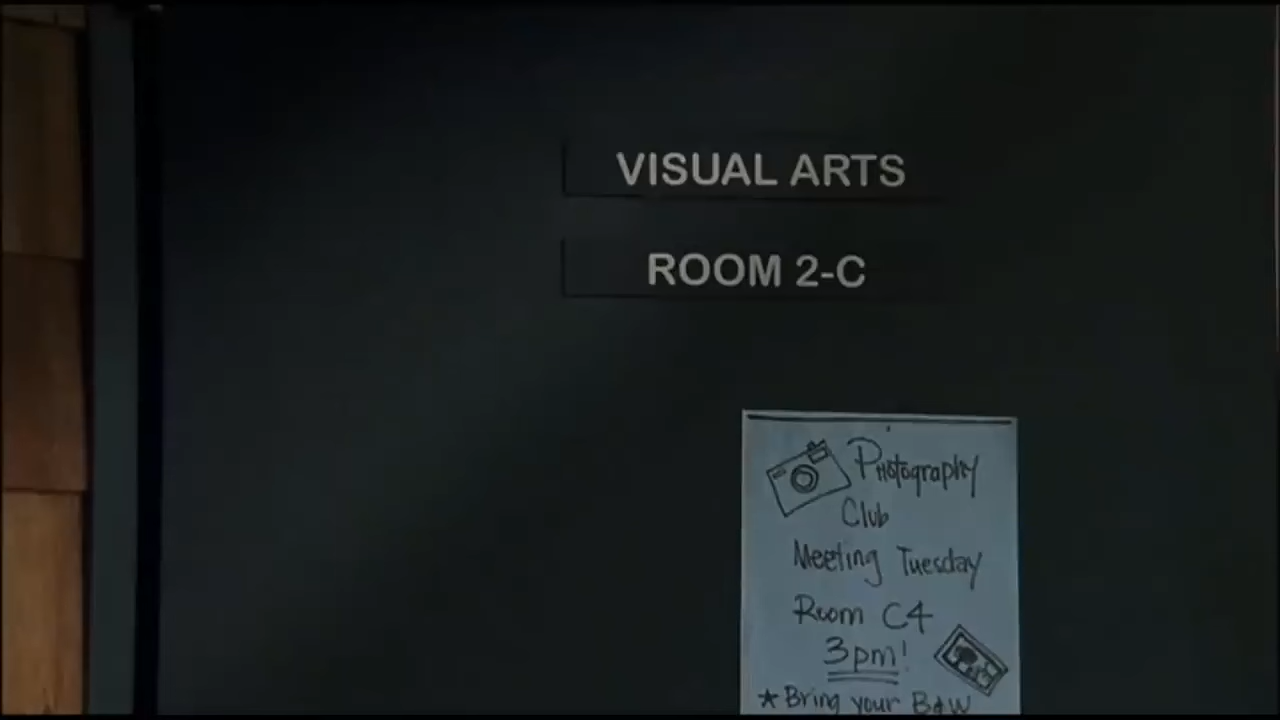 VISUAL ARTS
ROOM 2-C
Photography
Club
Meeting Tuesday
Room C4
3pm!
★ Bring your B&W